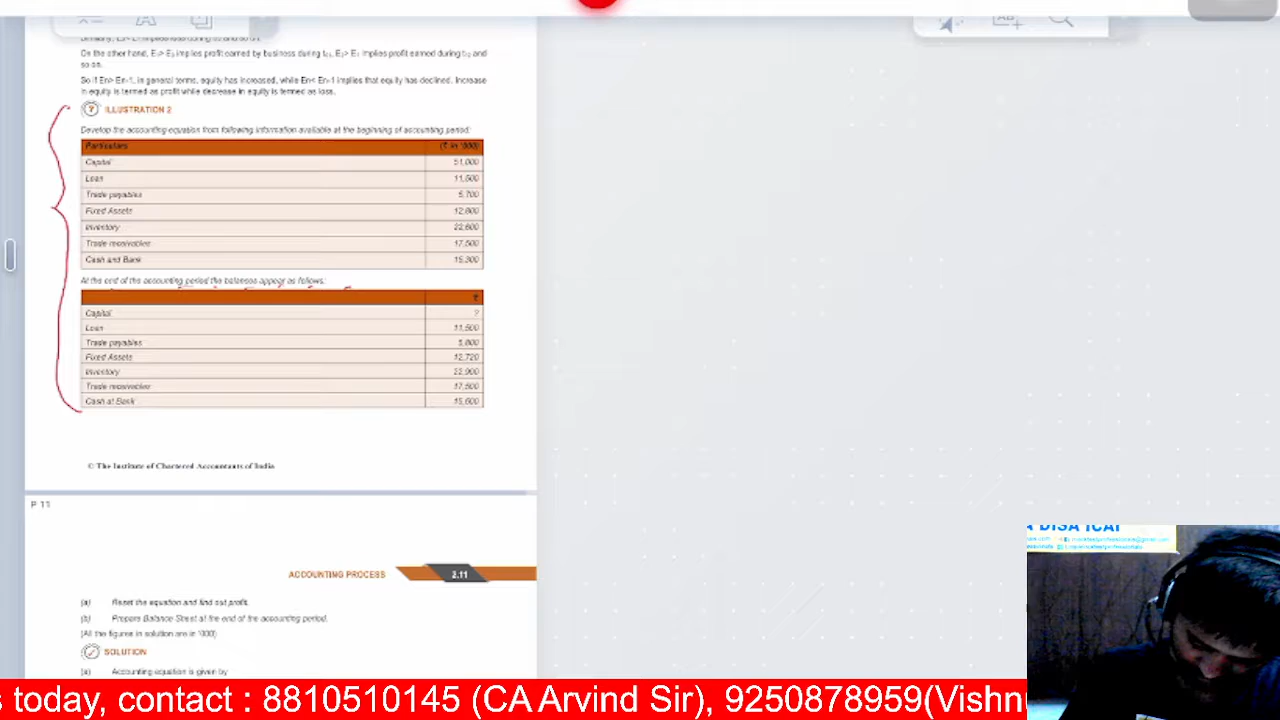 On the other hand, E₁> E₀ implies profit earned by business during t₀₁, E₂> E₁ implies profit earned during t₁₂ and
so on.
So if En> En-1, in general terms, equity has increased, while En< En-1 implies that equity has declined. Increase
in equity is termed as profit while decrease in equity is termed as loss.
? ILLUSTRATION 2
Develop the accounting equation from following information available at the beginning of accounting period:
Particulars (₹ in '000)
Capital 51,000
Loan 11,500
Trade payables 5,700
Fixed Assets 12,800
Inventory 22,600
Trade receivables 17,500
Cash and Bank 15,300
At the end of the accounting period the balances appear as follows:
₹
Capital ?
Loan 11,500
Trade payables 5,800
Fixed Assets 12,720
Inventory 22,900
Trade receivables 17,500
Cash at Bank 15,600
© The Institute of Chartered Accountants of India
P 11
ACCOUNTING PROCESS 2.11
(a) Reset the equation and find out profit.
(b) Prepare Balance Sheet at the end of the accounting period.
(All the figures in solution are in '000)
SOLUTION
(a) Accounting equation is given by
DISA ICAI
s today, contact : 8810510145 (CA Arvind Sir), 9250878959(Vishn